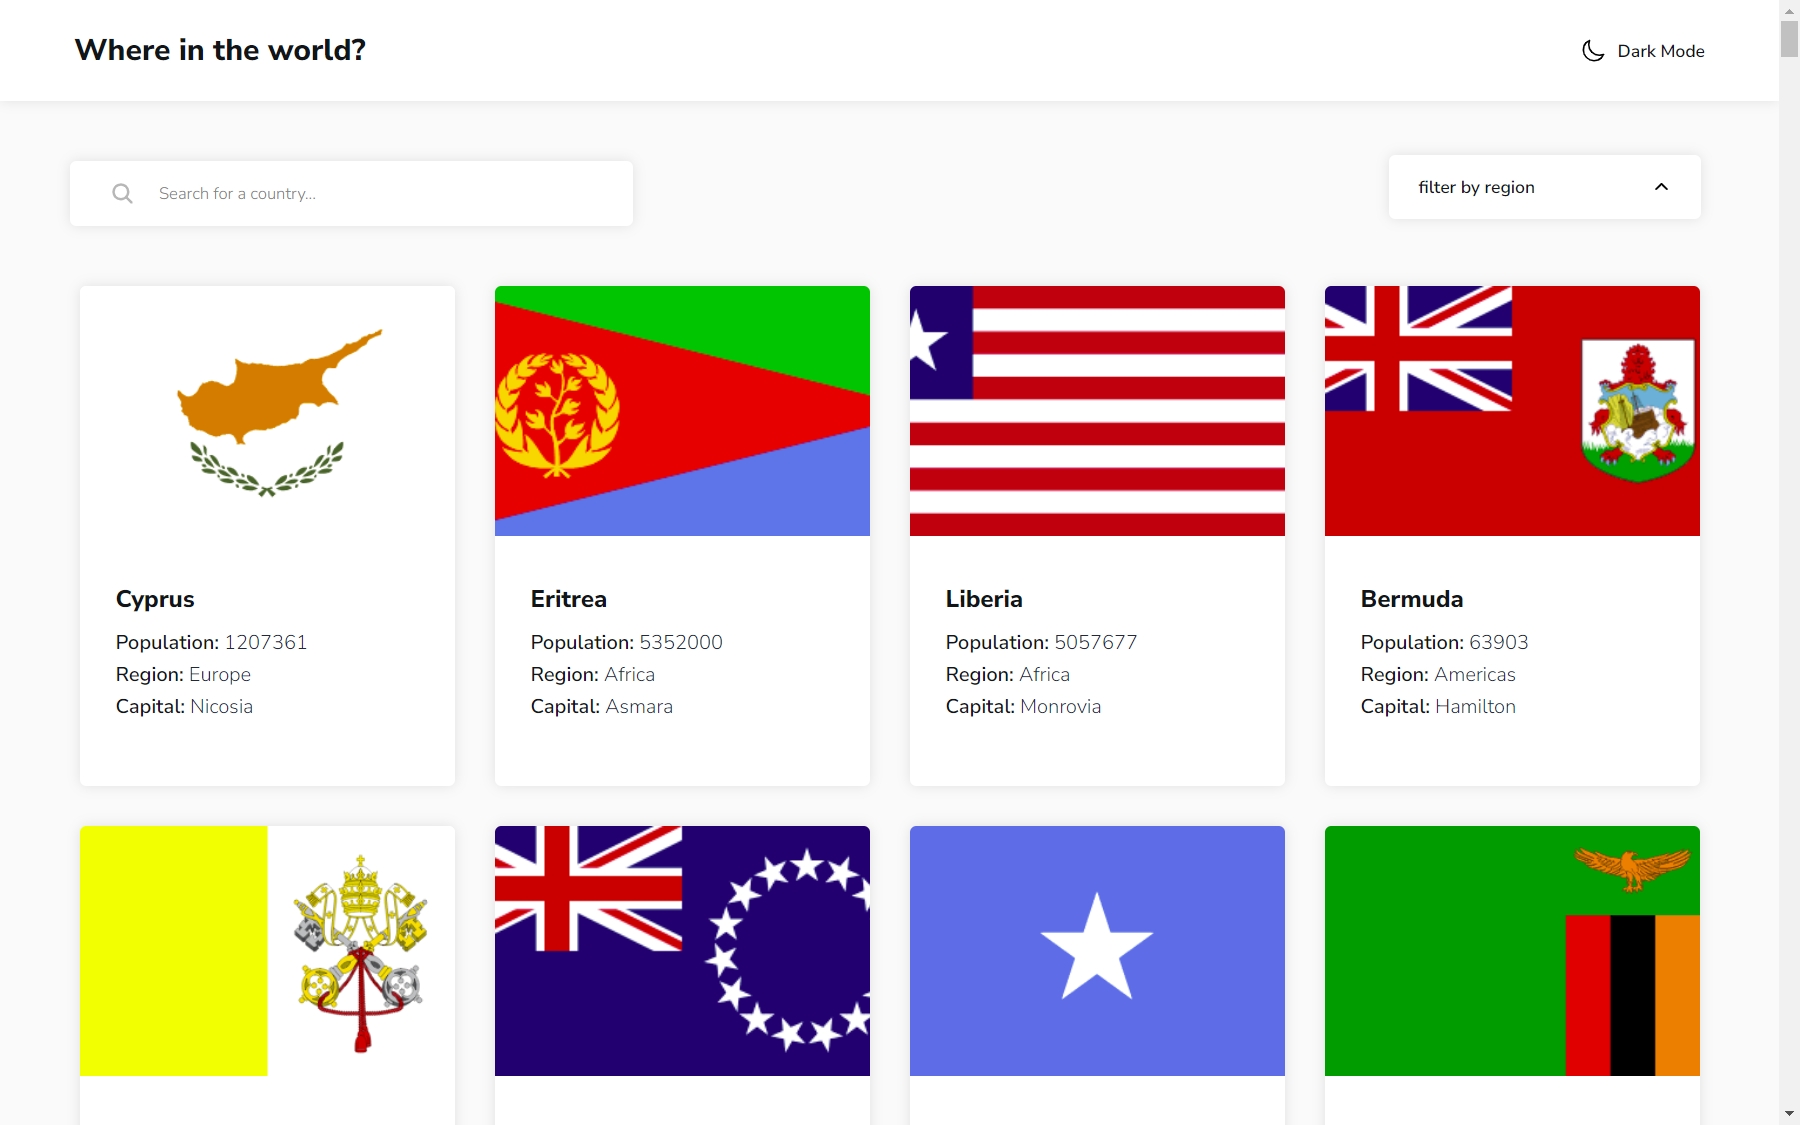 Where in the world?
Dark Mode
Search for a country...
filter by region
Cyprus
Population: 1207361
Region: Europe
Capital: Nicosia
Eritrea
Population: 5352000
Region: Africa
Capital: Asmara
Liberia
Population: 5057677
Region: Africa
Capital: Monrovia
Bermuda
Population: 63903
Region: Americas
Capital: Hamilton